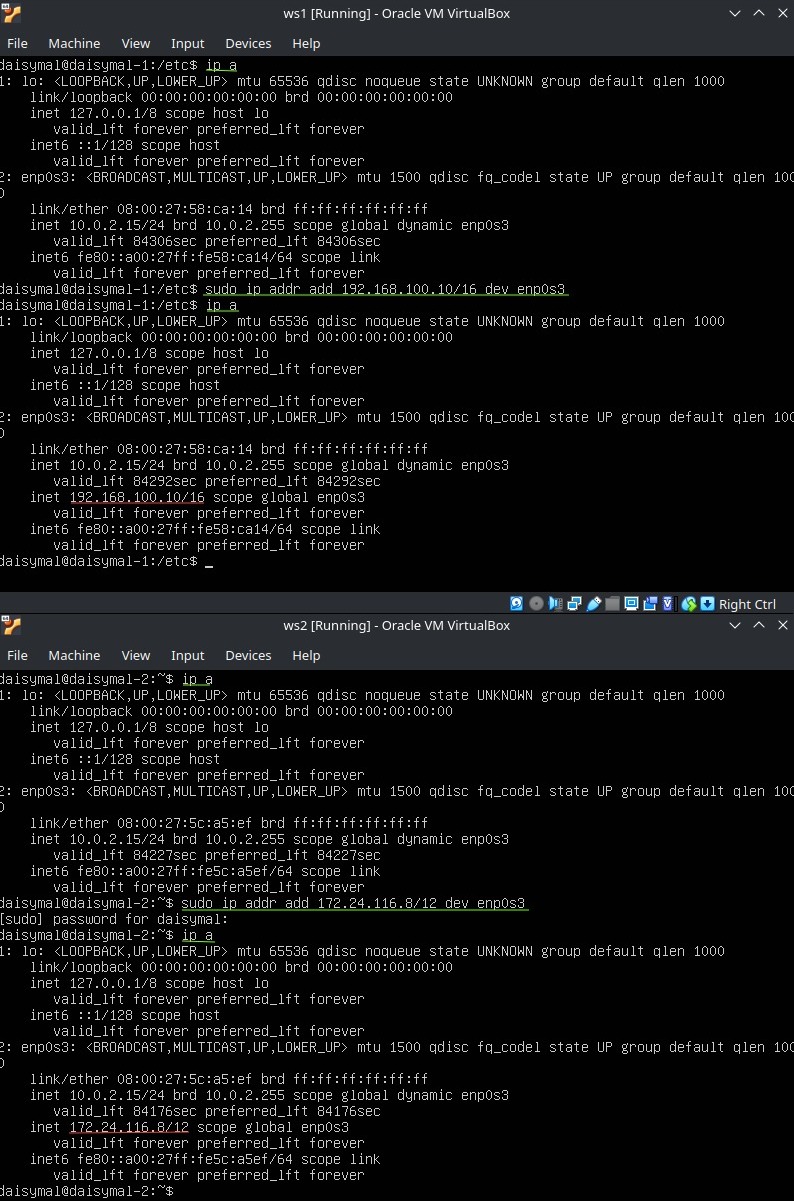 ws1 [Running] - Oracle VM VirtualBox
File Machine View Input Devices Help
daisymal@daisymal-1:/etc$ ip a
1: lo: <LOOPBACK,UP,LOWER_UP> mtu 65536 qdisc noqueue state UNKNOWN group default qlen 1000
link/loopback 00:00:00:00:00:00 brd 00:00:00:00:00:00
inet 127.0.0.1/8 scope host lo
valid_lft forever preferred_lft forever
inet6 ::1/128 scope host
valid_lft forever preferred_lft forever
2: enp0s3: <BROADCAST,MULTICAST,UP,LOWER_UP> mtu 1500 qdisc fq_codel state UP group default qlen 100
0
link/ether 08:00:27:58:ca:14 brd ff:ff:ff:ff:ff:ff
inet 10.0.2.15/24 brd 10.0.2.255 scope global dynamic enp0s3
valid_lft 84306sec preferred_lft 84306sec
inet6 fe80::a00:27ff:fe58:ca14/64 scope link
valid_lft forever preferred_lft forever
daisymal@daisymal-1:/etc$ sudo ip addr add 192.168.100.10/16 dev enp0s3
daisymal@daisymal-1:/etc$ ip a
1: lo: <LOOPBACK,UP,LOWER_UP> mtu 65536 qdisc noqueue state UNKNOWN group default qlen 1000
link/loopback 00:00:00:00:00:00 brd 00:00:00:00:00:00
inet 127.0.0.1/8 scope host lo
valid_lft forever preferred_lft forever
inet6 ::1/128 scope host
valid_lft forever preferred_lft forever
2: enp0s3: <BROADCAST,MULTICAST,UP,LOWER_UP> mtu 1500 qdisc fq_codel state UP group default qlen 100
0
link/ether 08:00:27:58:ca:14 brd ff:ff:ff:ff:ff:ff
inet 10.0.2.15/24 brd 10.0.2.255 scope global dynamic enp0s3
valid_lft 84292sec preferred_lft 84292sec
inet 192.168.100.10/16 scope global enp0s3
valid_lft forever preferred_lft forever
inet6 fe80::a00:27ff:fe58:ca14/64 scope link
valid_lft forever preferred_lft forever
daisymal@daisymal-1:/etc$ _
Right Ctrl
ws2 [Running] - Oracle VM VirtualBox
File Machine View Input Devices Help
daisymal@daisymal-2:~$ ip a
1: lo: <LOOPBACK,UP,LOWER_UP> mtu 65536 qdisc noqueue state UNKNOWN group default qlen 1000
link/loopback 00:00:00:00:00:00 brd 00:00:00:00:00:00
inet 127.0.0.1/8 scope host lo
valid_lft forever preferred_lft forever
inet6 ::1/128 scope host
valid_lft forever preferred_lft forever
2: enp0s3: <BROADCAST,MULTICAST,UP,LOWER_UP> mtu 1500 qdisc fq_codel state UP group default qlen 100
0
link/ether 08:00:27:5c:a5:ef brd ff:ff:ff:ff:ff:ff
inet 10.0.2.15/24 brd 10.0.2.255 scope global dynamic enp0s3
valid_lft 84227sec preferred_lft 84227sec
inet6 fe80::a00:27ff:fe5c:a5ef/64 scope link
valid_lft forever preferred_lft forever
daisymal@daisymal-2:~$ sudo ip addr add 172.24.116.8/12 dev enp0s3
[sudo] password for daisymal:
daisymal@daisymal-2:~$ ip a
1: lo: <LOOPBACK,UP,LOWER_UP> mtu 65536 qdisc noqueue state UNKNOWN group default qlen 1000
link/loopback 00:00:00:00:00:00 brd 00:00:00:00:00:00
inet 127.0.0.1/8 scope host lo
valid_lft forever preferred_lft forever
inet6 ::1/128 scope host
valid_lft forever preferred_lft forever
2: enp0s3: <BROADCAST,MULTICAST,UP,LOWER_UP> mtu 1500 qdisc fq_codel state UP group default qlen 100
0
link/ether 08:00:27:5c:a5:ef brd ff:ff:ff:ff:ff:ff
inet 10.0.2.15/24 brd 10.0.2.255 scope global dynamic enp0s3
valid_lft 84176sec preferred_lft 84176sec
inet 172.24.116.8/12 scope global enp0s3
valid_lft forever preferred_lft forever
inet6 fe80::a00:27ff:fe5c:a5ef/64 scope link
valid_lft forever preferred_lft forever
daisymal@daisymal-2:~$